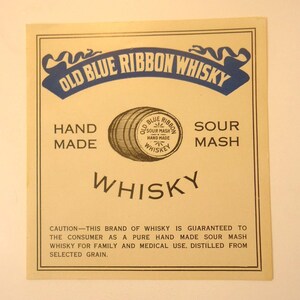 OLD BLUE RIBBON WHISKY
HAND MADE
SOUR MASH
OLD BLUE RIBBON
SOUR MASH
HAND MADE
WHISKEY
WHISKY
CAUTION—THIS BRAND OF WHISKY IS GUARANTEED TO
THE CONSUMER AS A PURE HAND MADE SOUR MASH
WHISKY FOR FAMILY AND MEDICAL USE. DISTILLED FROM
SELECTED GRAIN.